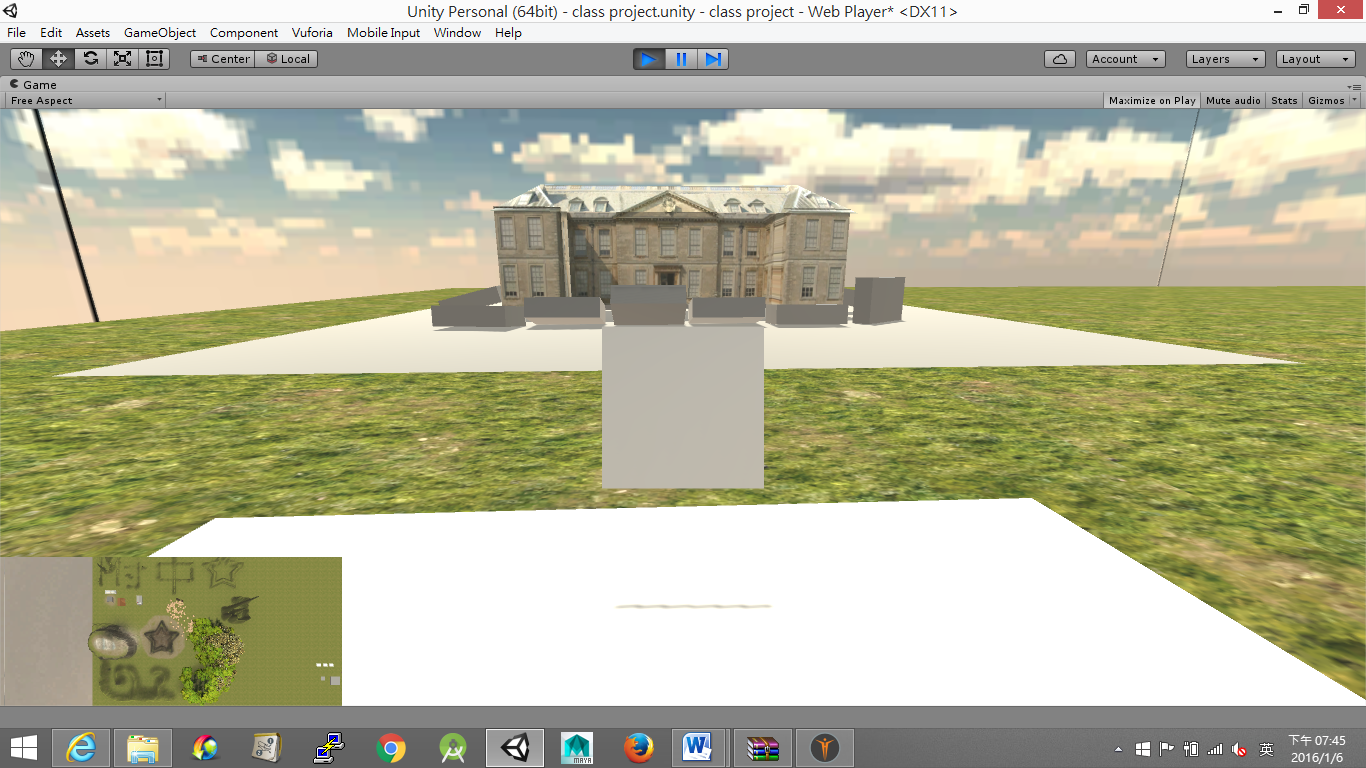 Unity Personal (64bit) - class project.unity - class project - Web Player* <DX11>
File Edit Assets GameObject Component Vuforia Mobile Input Window Help
Center Local Account Layers Layout
Game
Free Aspect Maximize on Play Mute audio Stats Gizmos
MAYA
W
英
下午 07:45
2016/1/6